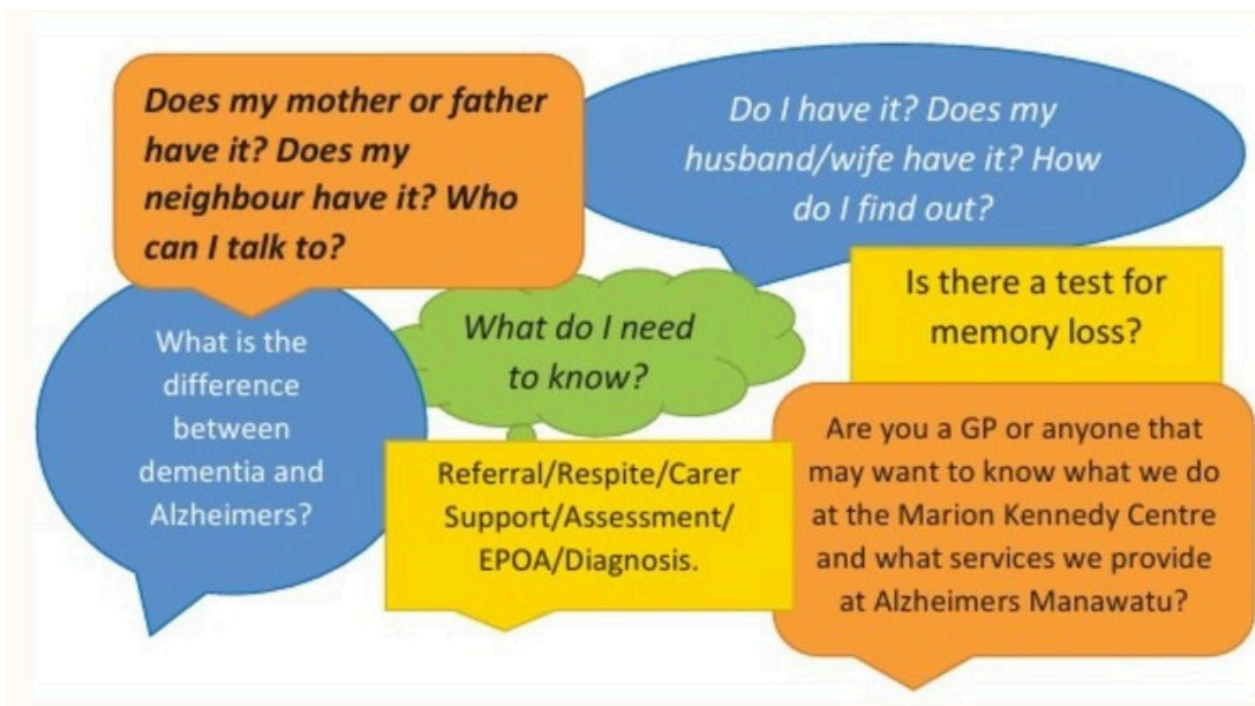 Does my mother or father
have it? Does my
neighbour have it? Who
can I talk to?
Do I have it? Does my
husband/wife have it? How
do I find out?
Is there a test for
memory loss?
What do I need
to know?
What is the
difference
between
dementia and
Alzheimers?
Referral/Respite/Carer
Support/Assessment/
EPOA/Diagnosis.
Are you a GP or anyone that
may want to know what we do
at the Marion Kennedy Centre
and what services we provide
at Alzheimers Manawatu?